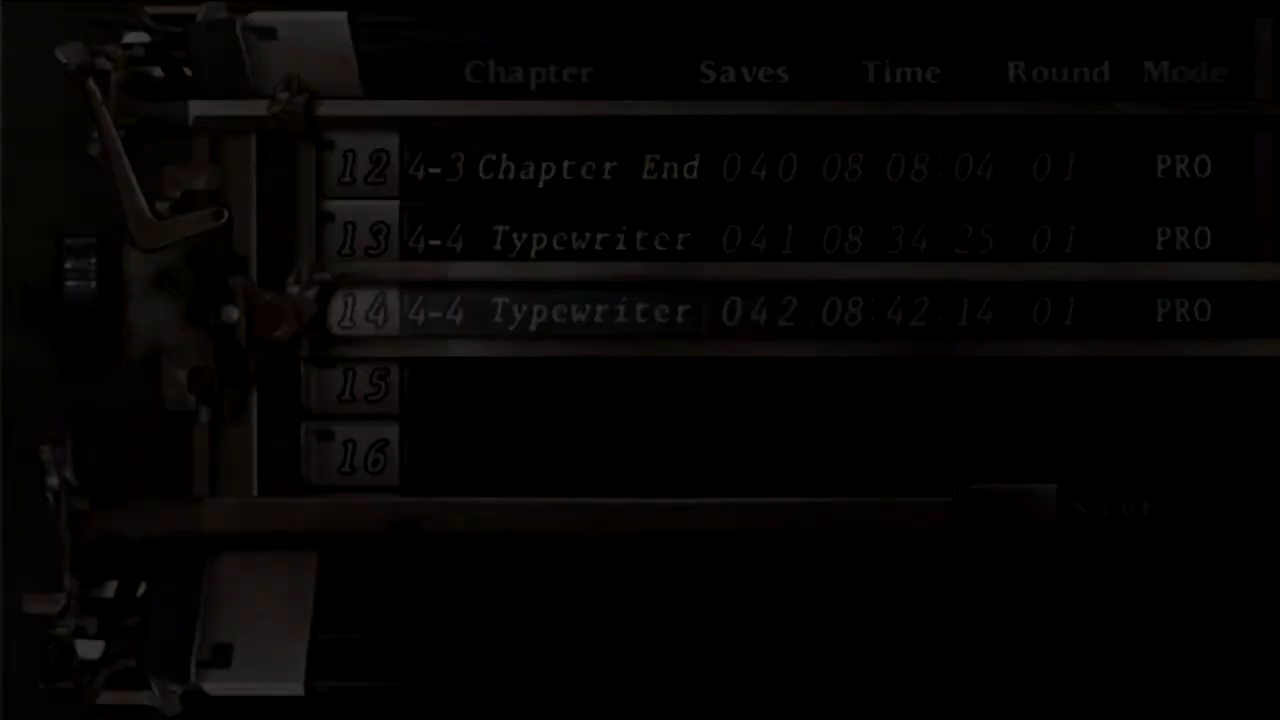 Chapter Saves Time Round Mode
12 4-3 Chapter End 040 08:08:04 01 PRO
13 4-4 Typewriter 041 08:34:25 01 PRO
14 4-4 Typewriter 042 08:42:14 01 PRO
15
16